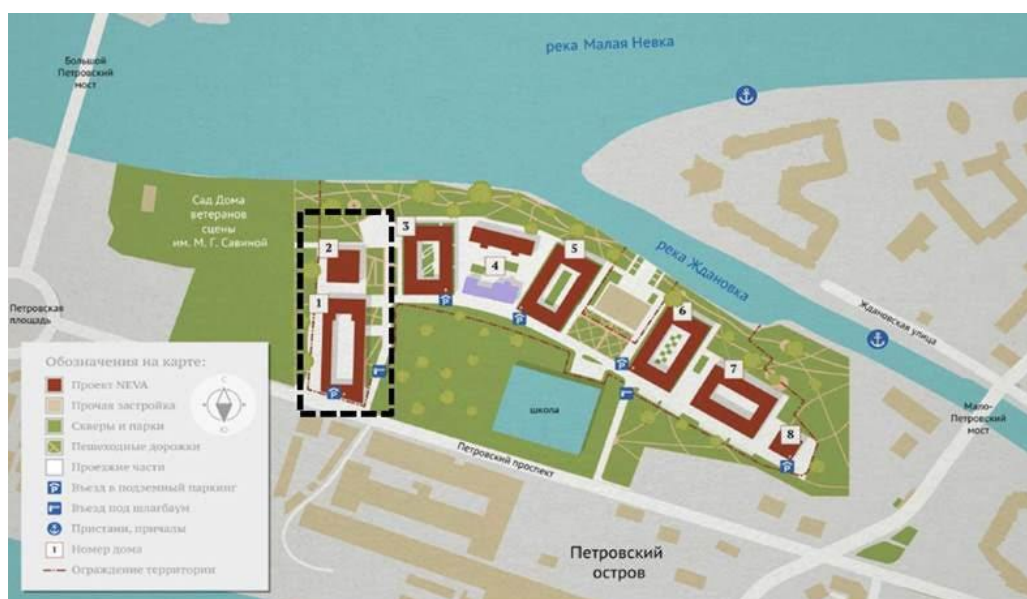 река Малая Невка
Большой
Петровский
мост
Сад Дома
ветеранов
сцены
им. М. Г. Савиной
3
2
4
5
река Ждановка
1
6
Петровская
площадь
Ждановская улица
7
Обозначения на карте:
С
Ю
Проект NEVA
Прочая застройка
Скверы и парки
Пешеходные дорожки
Проезжие части
Въезд в подземный паркинг
Въезд под шлагбаум
Пристани, причалы
1 Номер дома
Ограждение территории
школа
Мало-
Петровский
мост
8
Петровский проспект
Петровский
остров